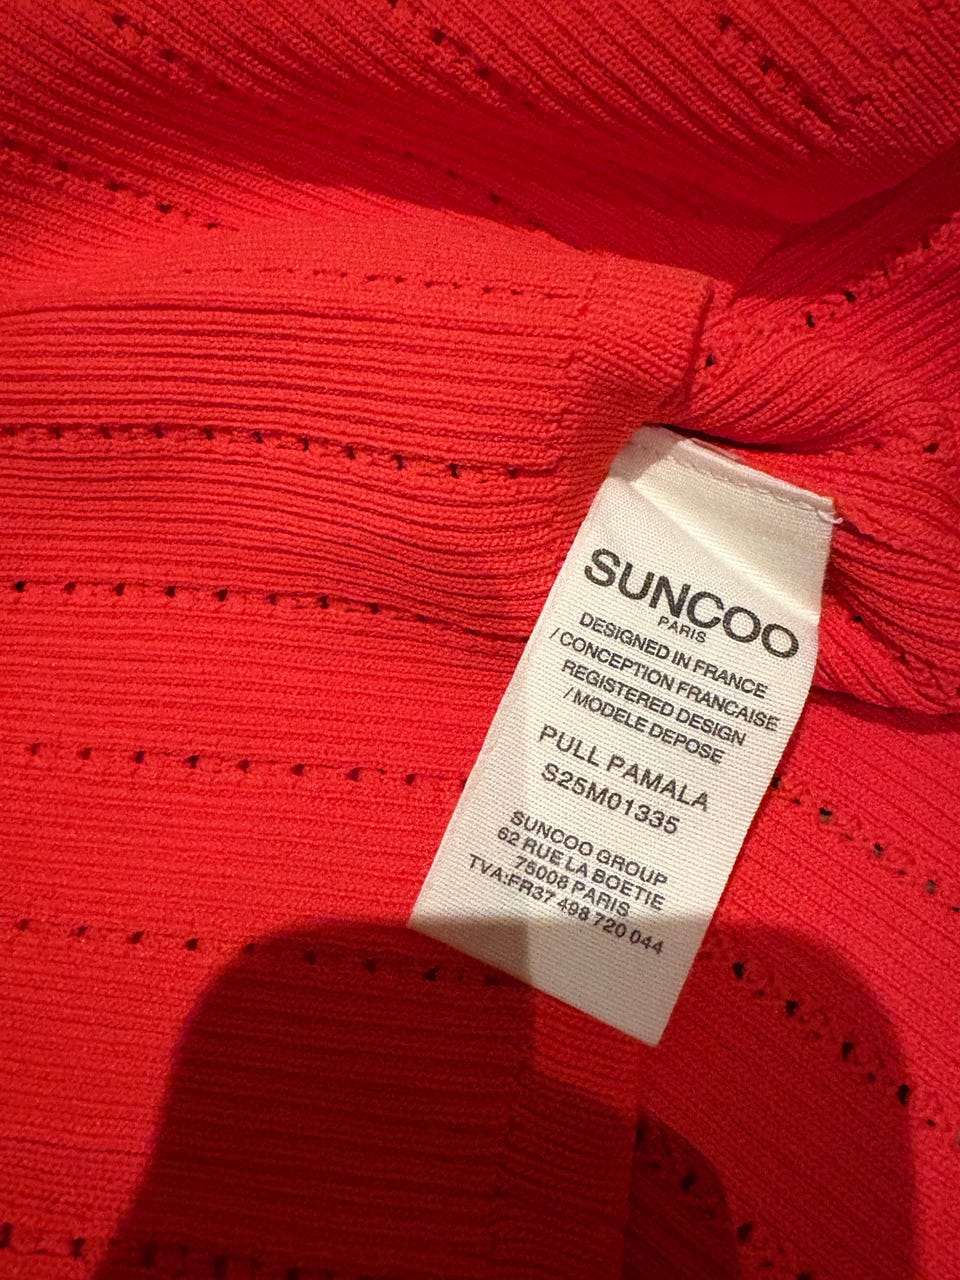 SUNCOO
PARIS
DESIGNED IN FRANCE
/CONCEPTION FRANCAISE
REGISTERED DESIGN
/MODELE DEPOSE
PULL PAMALA
S25M01335
SUNCOO GROUP
62 RUE LA BOETIE
75008 PARIS
TVA:FR37 498 720 044